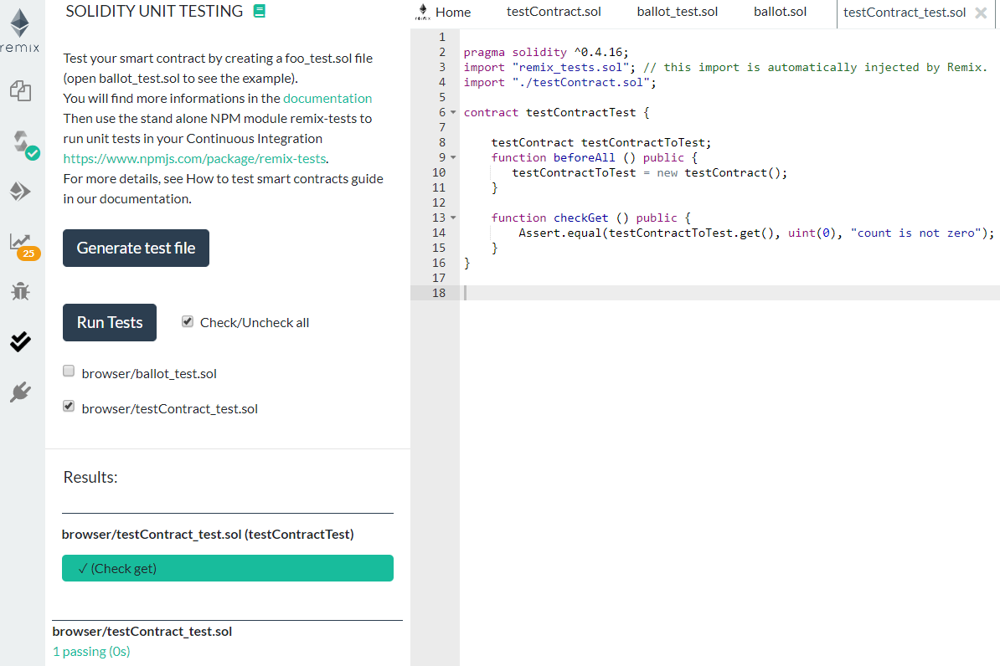 SOLIDITY UNIT TESTING
remix
Test your smart contract by creating a foo_test.sol file
(open ballot_test.sol to see the example).
You will find more informations in the documentation
Then use the stand alone NPM module remix-tests to
run unit tests in your Continuous Integration
https://www.npmjs.com/package/remix-tests.
For more details, see How to test smart contracts guide
in our documentation.
Generate test file
25
Run Tests
Check/Uncheck all
browser/ballot_test.sol
browser/testContract_test.sol
Results:
browser/testContract_test.sol (testContractTest)
✓ (Check get)
browser/testContract_test.sol
1 passing (0s)
remix Home testContract.sol ballot_test.sol ballot.sol testContract_test.sol
1
2 pragma solidity ^0.4.16;
3 import "remix_tests.sol"; // this import is automatically injected by Remix.
4 import "./testContract.sol";
5
6 contract testContractTest {
7
8 testContract testContractToTest;
9 function beforeAll () public {
10 testContractToTest = new testContract();
11 }
12
13 function checkGet () public {
14 Assert.equal(testContractToTest.get(), uint(0), "count is not zero");
15 }
16 }
17
18